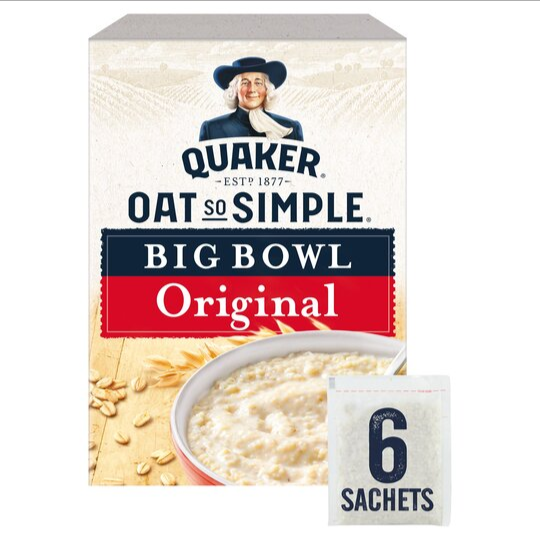 QUAKER®
-ESTD 1877-
OAT SO SIMPLE®
BIG BOWL
Original
6
SACHETS